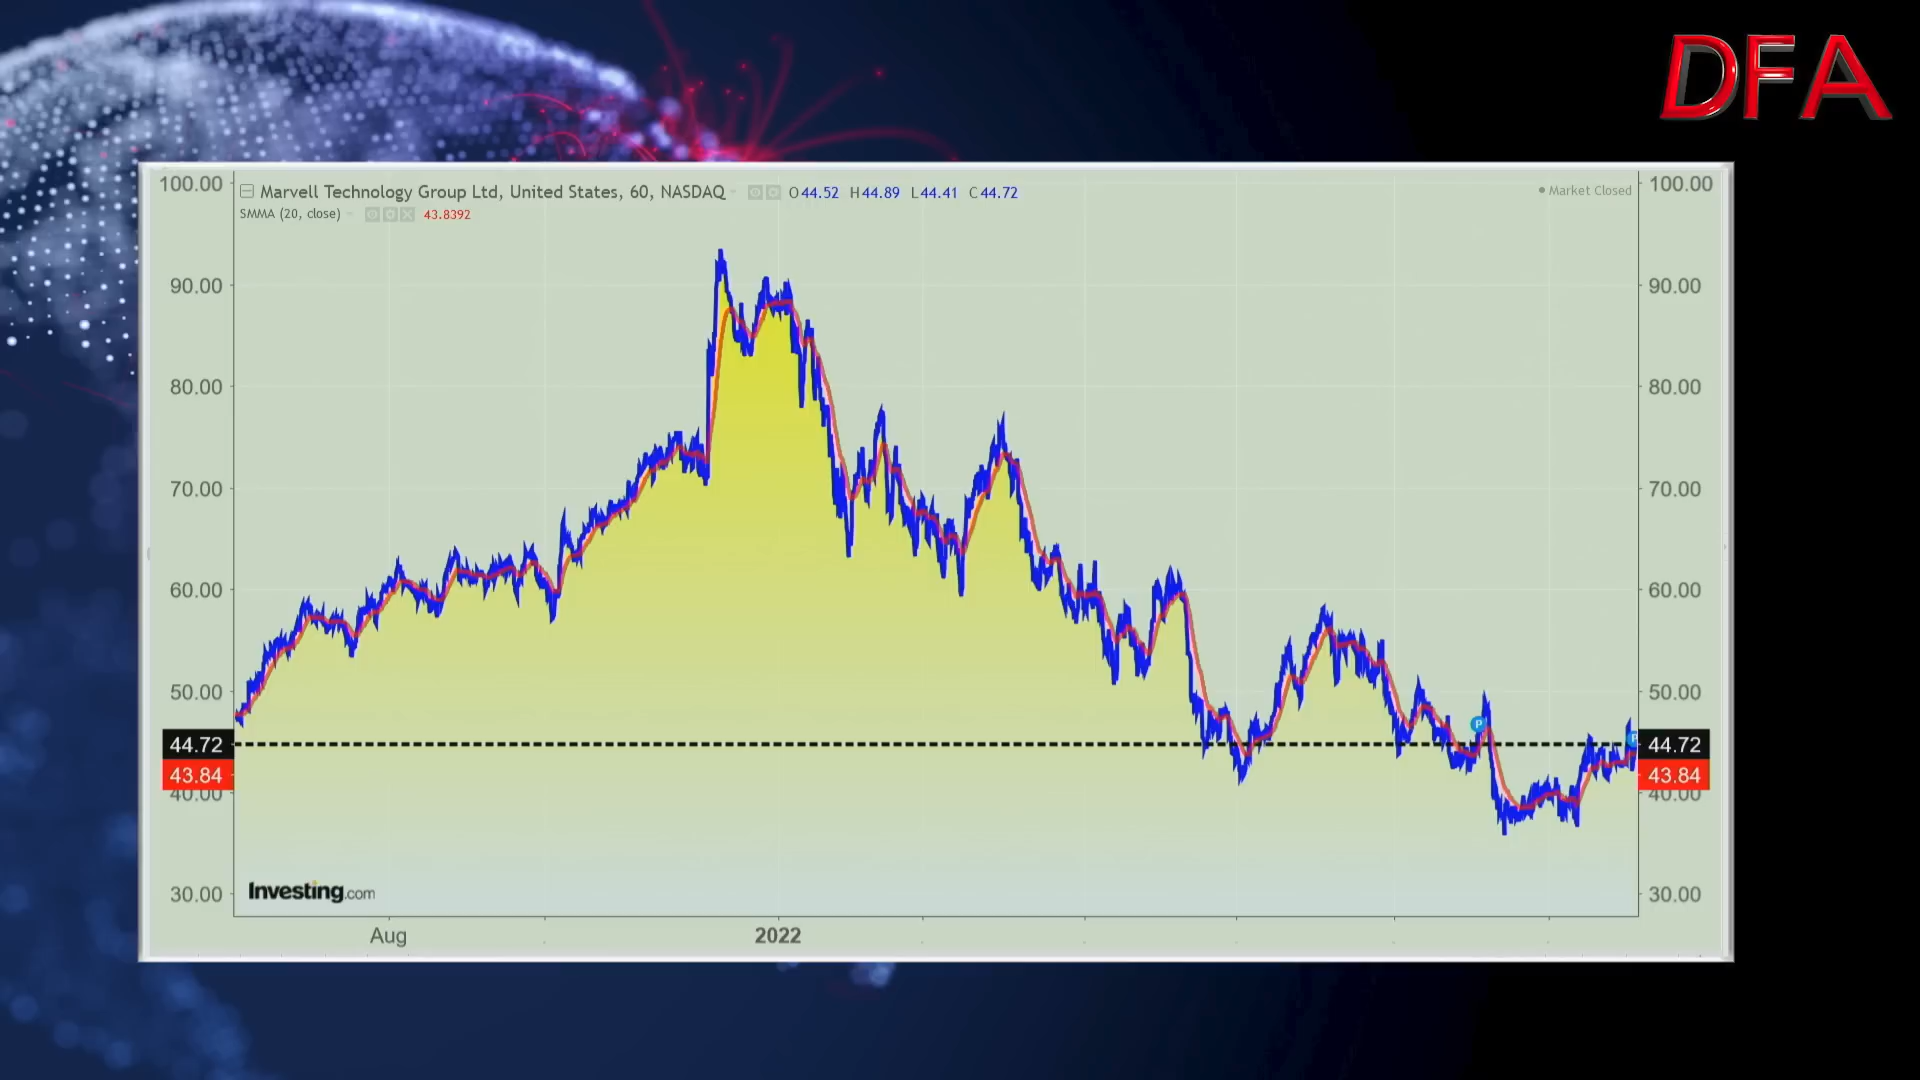 DFA
Marvell Technology Group Ltd, United States, 60, NASDAQ O44.52 H44.89 L44.41 C44.72
Market Closed
SMMA (20, close) 43.8392
100.00 100.00
90.00 90.00
80.00 80.00
70.00 70.00
60.00 60.00
50.00 50.00
P
P
44.72 44.72
43.84 43.84
40.00 40.00
30.00 30.00
Investing.com
Aug 2022